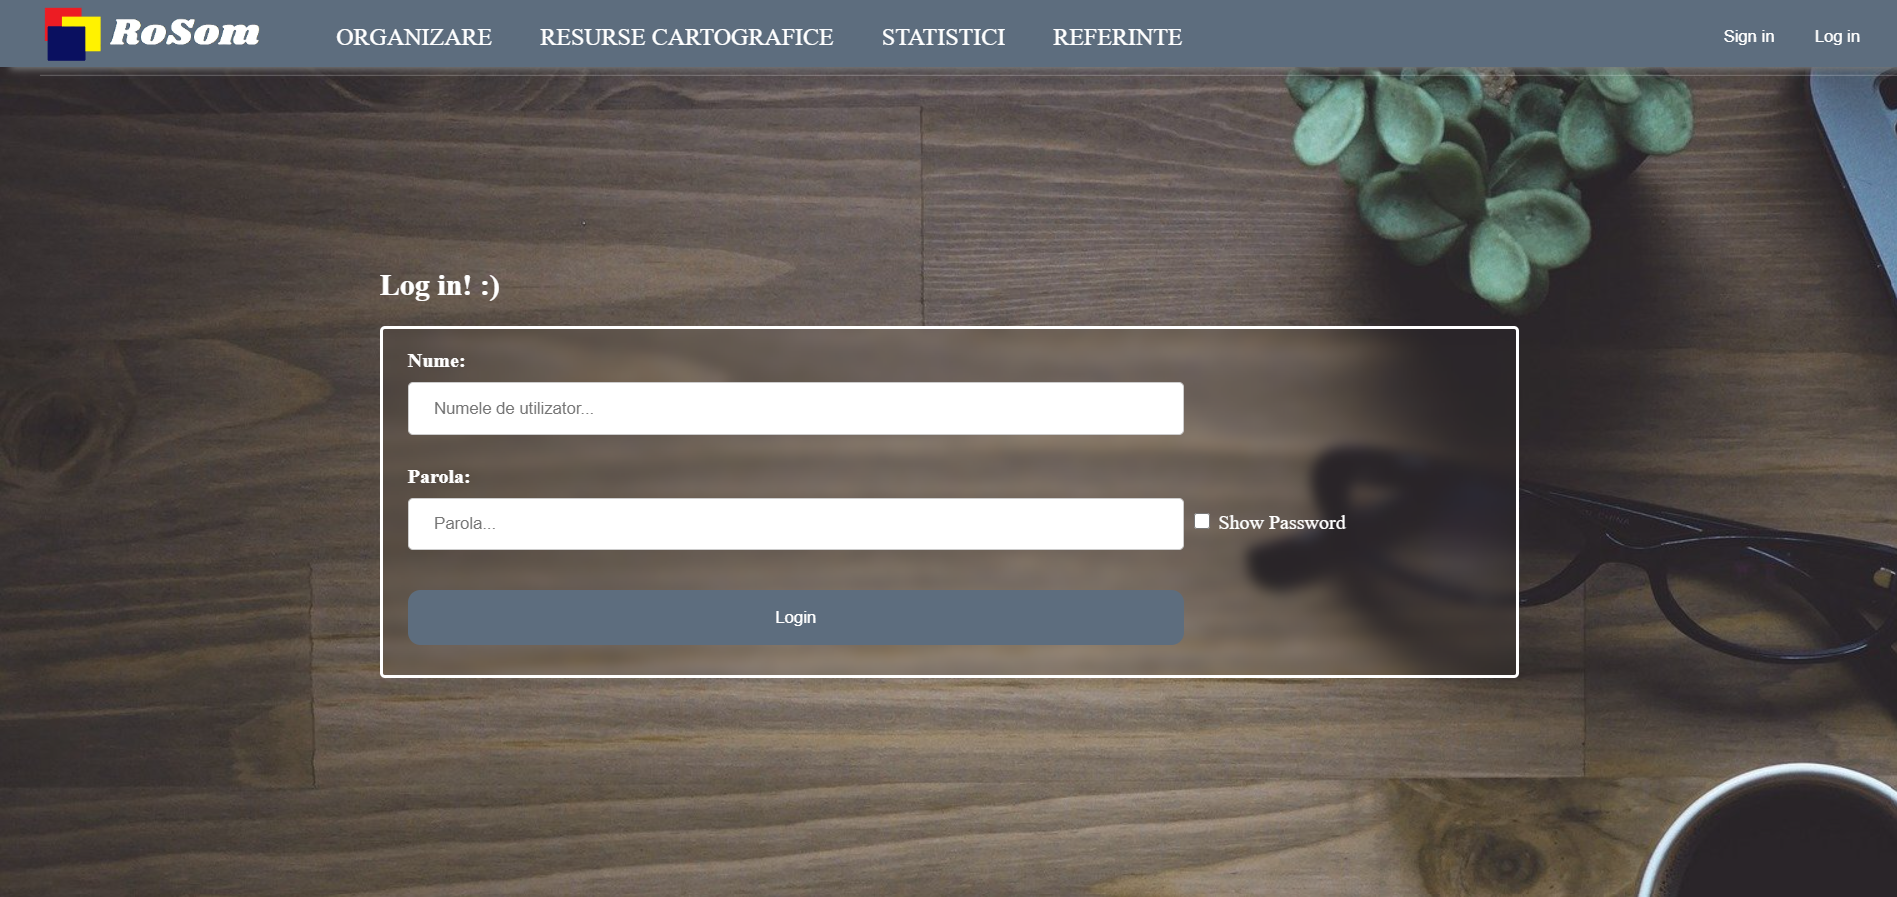 RoSom
ORGANIZARE
RESURSE CARTOGRAFICE
STATISTICI
REFERINTE
Sign in
Log in
Log in! :)
Nume:
Numele de utilizator...
Parola:
Parola...
Show Password
Login